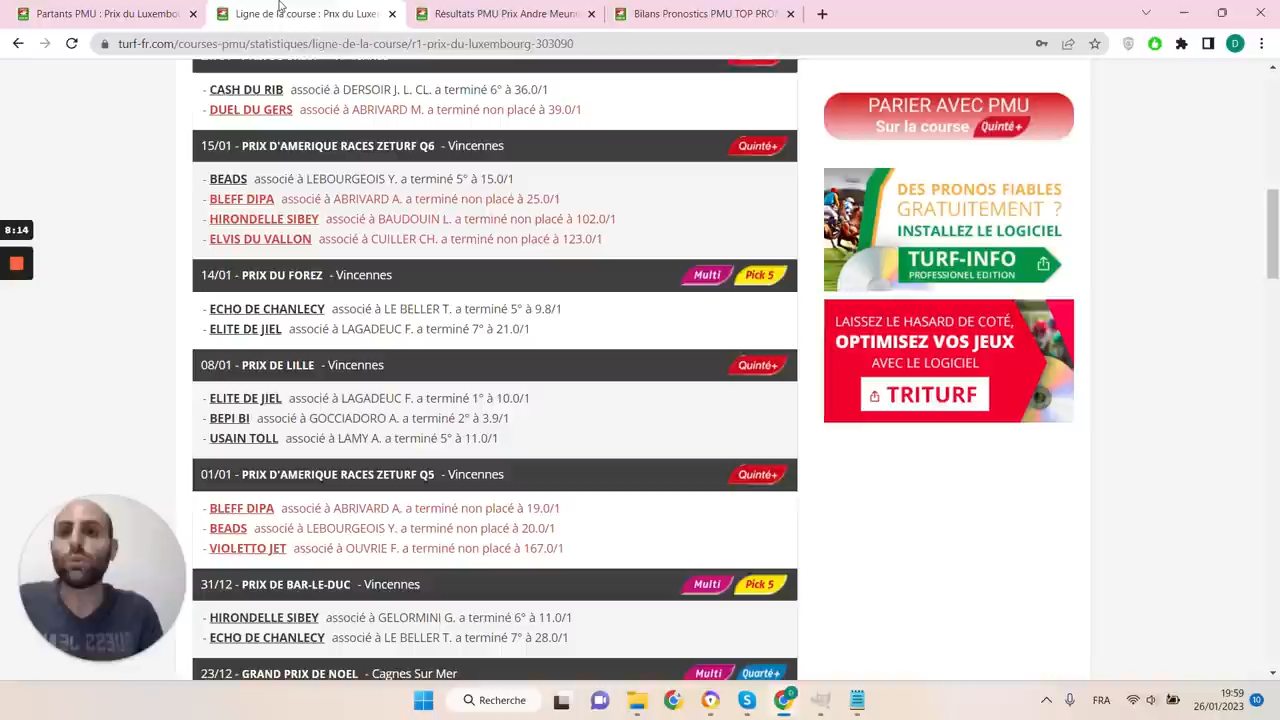 Partants PMU : Prix du Luxembou
Ligne de la course : Prix du Luxe
Résultats PMU Prix André Meunie
Bilans Pronostics PMU TOP PRON
turf-fr.com/courses-pmu/statistiques/ligne-de-la-course/r1-prix-du-luxembourg-303090
D
- CASH DU RIB associé à DERSOIR J. L. CL. a terminé 6° à 36.0/1
- DUEL DU GERS associé à ABRIVARD M. a terminé non placé à 39.0/1
15/01 - PRIX D'AMERIQUE RACES ZETURF Q6 - Vincennes Quinté+
- BEADS associé à LEBOURGEOIS Y. a terminé 5° à 15.0/1
- BLEFF DIPA associé à ABRIVARD A. a terminé non placé à 25.0/1
- HIRONDELLE SIBEY associé à BAUDOUIN L. a terminé non placé à 102.0/1
- ELVIS DU VALLON associé à CUILLER CH. a terminé non placé à 123.0/1
14/01 - PRIX DU FOREZ - Vincennes Multi Pick 5
- ECHO DE CHANLECY associé à LE BELLER T. a terminé 5° à 9.8/1
- ELITE DE JIEL associé à LAGADEUC F. a terminé 7° à 21.0/1
08/01 - PRIX DE LILLE - Vincennes Quinté+
- ELITE DE JIEL associé à LAGADEUC F. a terminé 1° à 10.0/1
- BEPI BI associé à GOCCIADORO A. a terminé 2° à 3.9/1
- USAIN TOLL associé à LAMY A. a terminé 5° à 11.0/1
01/01 - PRIX D'AMERIQUE RACES ZETURF Q5 - Vincennes Quinté+
- BLEFF DIPA associé à ABRIVARD A. a terminé non placé à 19.0/1
- BEADS associé à LEBOURGEOIS Y. a terminé non placé à 20.0/1
- VIOLETTO JET associé à OUVRIE F. a terminé non placé à 167.0/1
31/12 - PRIX DE BAR-LE-DUC - Vincennes Multi Pick 5
- HIRONDELLE SIBEY associé à GELORMINI G. a terminé 6° à 11.0/1
- ECHO DE CHANLECY associé à LE BELLER T. a terminé 7° à 28.0/1
23/12 - GRAND PRIX DE NOEL - Cagnes Sur Mer Multi Quarté+
PARIER AVEC PMU
Sur la course Quinté+
DES PRONOS FIABLES
GRATUITEMENT ?
INSTALLEZ LE LOGICIEL
TURF-INFO
PROFESSIONEL EDITION
LAISSEZ LE HASARD DE COTÉ,
OPTIMISEZ VOS JEUX
AVEC LE LOGICIEL
TRITURF
8:14
Recherche
FRA
19:59
26/01/2023
10